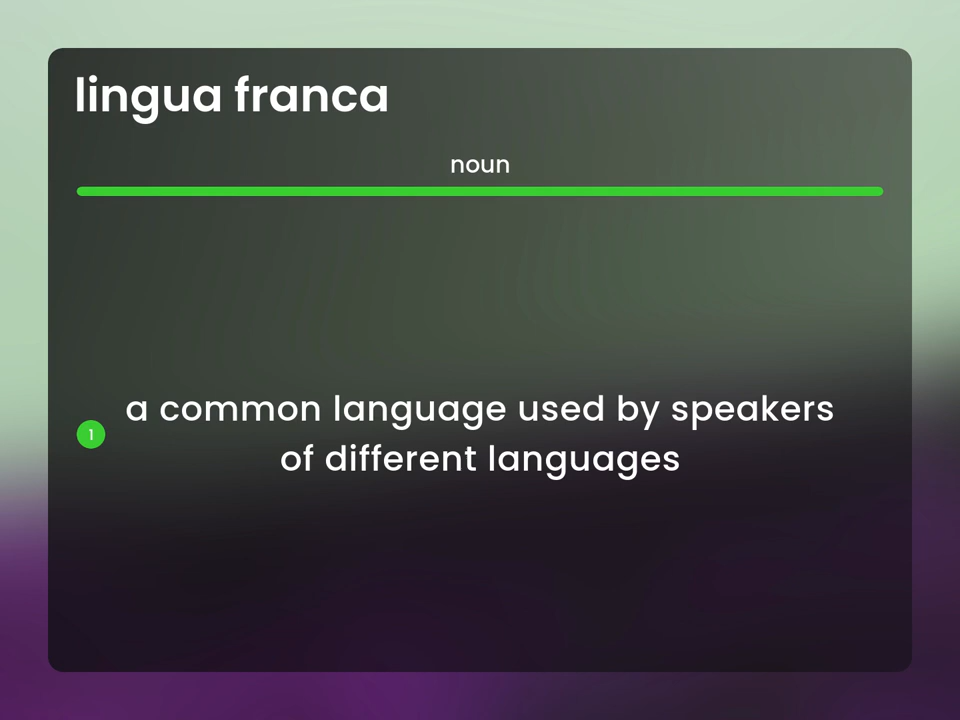 lingua franca
noun
1
a common language used by speakers
of different languages